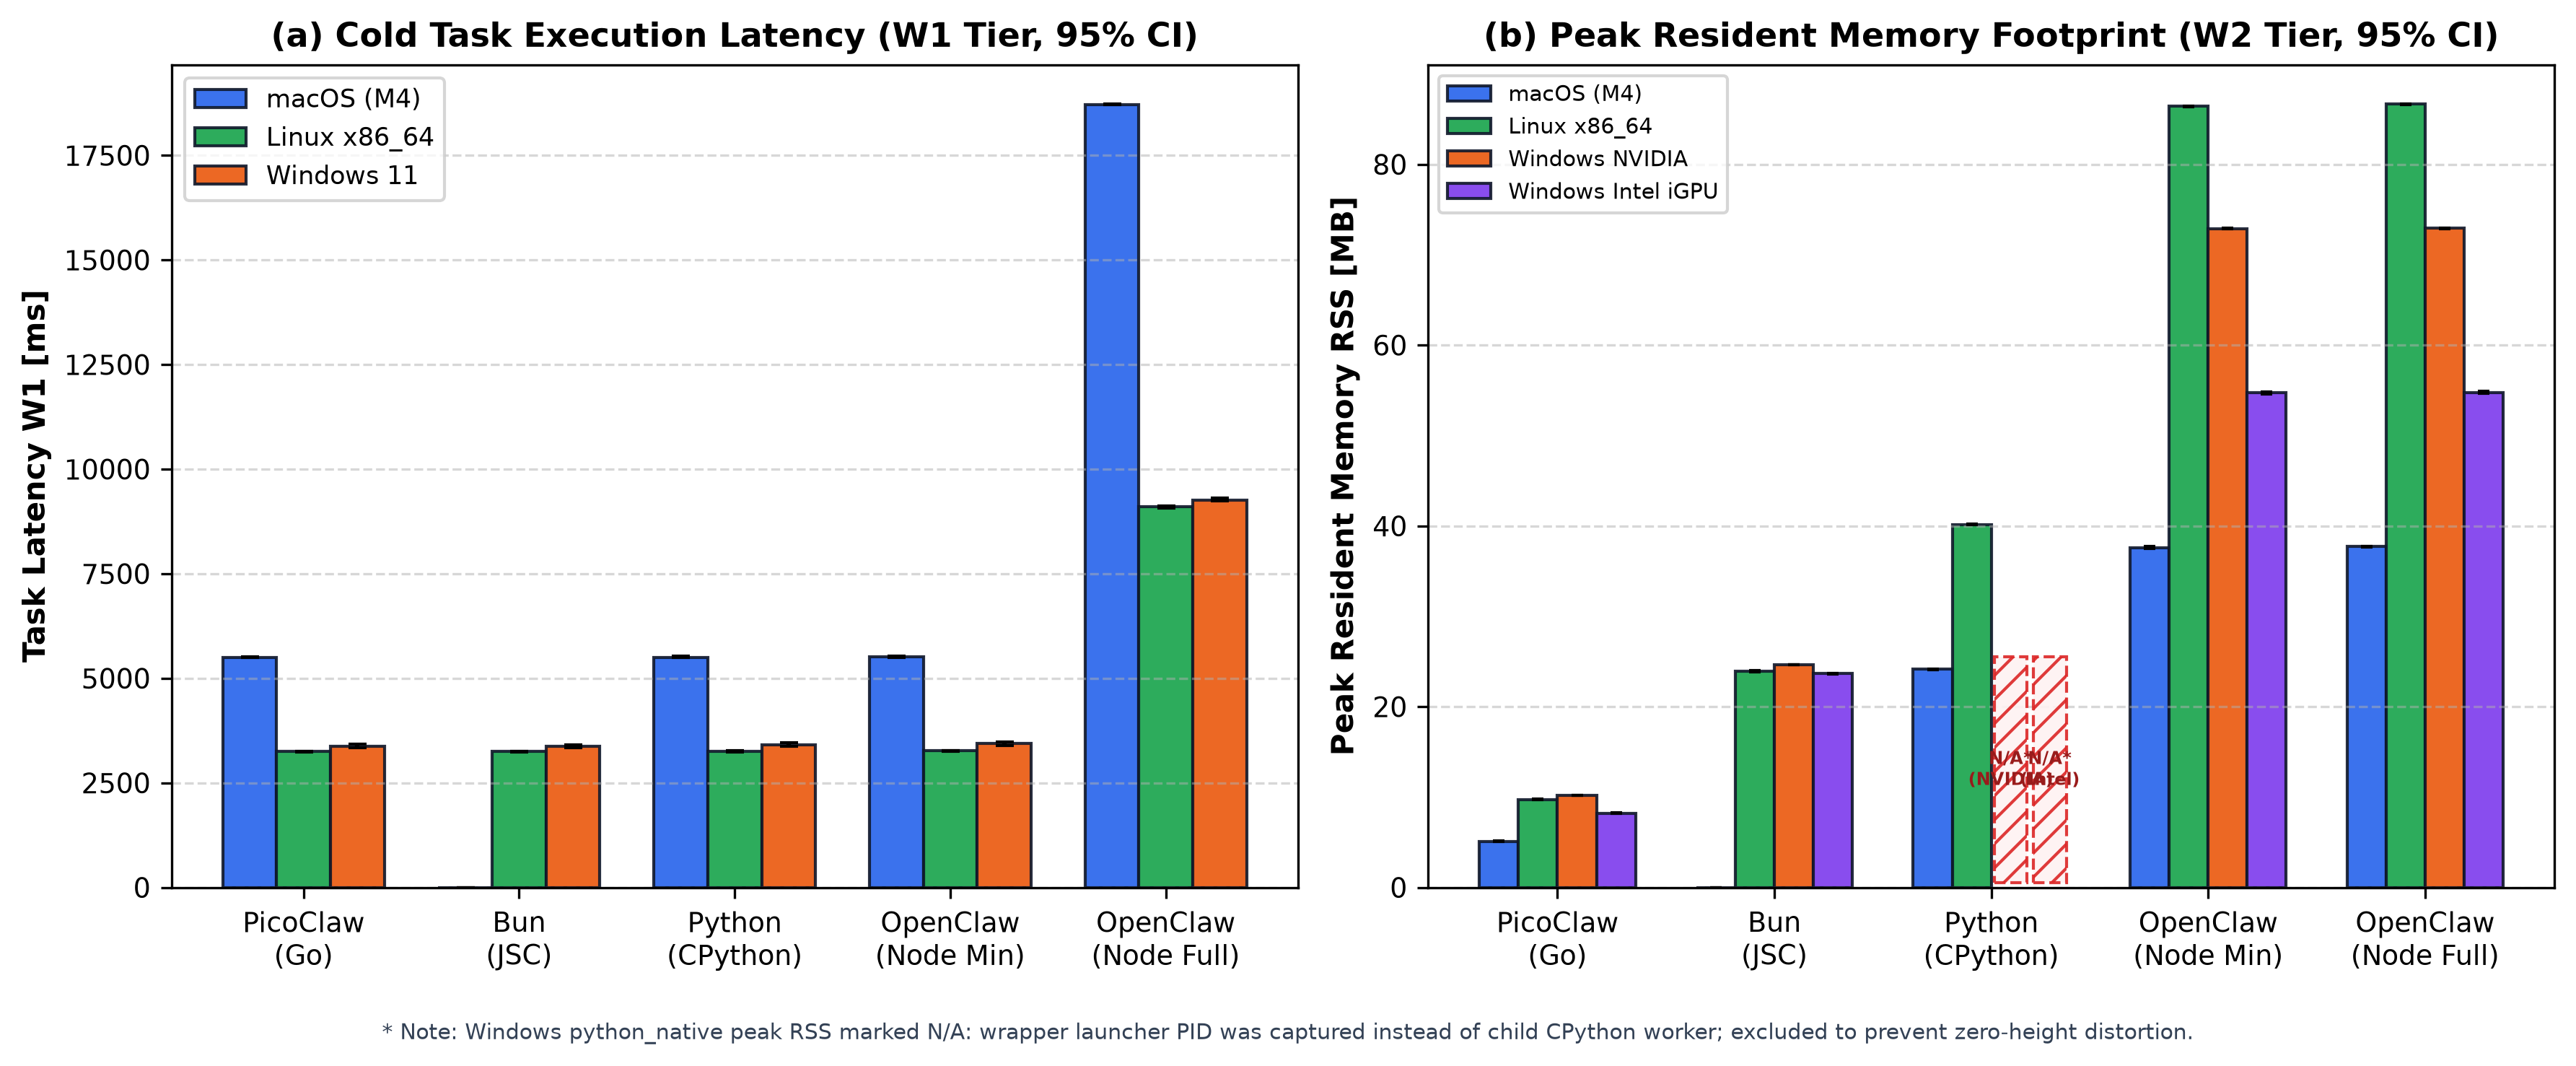 (a) Cold Task Execution Latency (W1 Tier, 95% CI)
macOS (M4)
Linux x86_64
Windows 11
Task Latency W1 [ms]
17500
15000
12500
10000
7500
5000
2500
0
PicoClaw
(Go)
Bun
(JSC)
Python
(CPython)
OpenClaw
(Node Min)
OpenClaw
(Node Full)
(b) Peak Resident Memory Footprint (W2 Tier, 95% CI)
macOS (M4)
Linux x86_64
Windows NVIDIA
Windows Intel iGPU
Peak Resident Memory RSS [MB]
80
60
40
20
0
N/A*
(NVIDIA)
N/A*
(Intel)
PicoClaw
(Go)
Bun
(JSC)
Python
(CPython)
OpenClaw
(Node Min)
OpenClaw
(Node Full)
* Note: Windows python_native peak RSS marked N/A: wrapper launcher PID was captured instead of child CPython worker; excluded to prevent zero-height distortion.